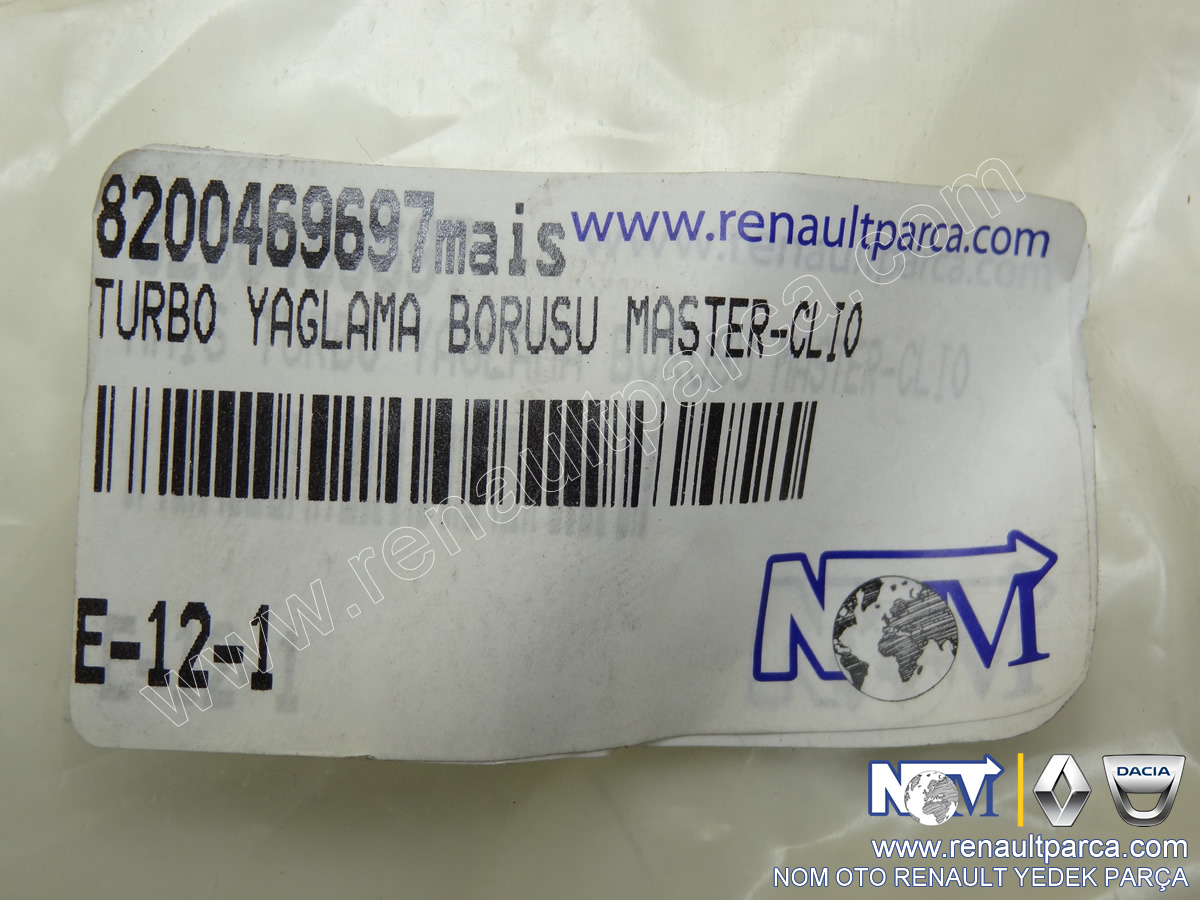 8200469697mais www.renaultparca.com
TURBO YAGLAMA BORUSU MASTER-CLIO
E-12-1
NOM
www.renaultparca.com
NOM
DACIA
www.renaultparca.com
NOM OTO RENAULT YEDEK PARÇA